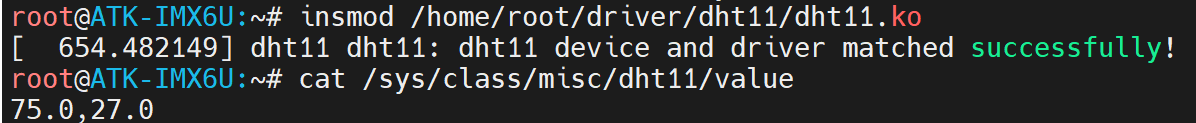 root@ATK-IMX6U:~# insmod /home/root/driver/dht11/dht11.ko
[  654.482149] dht11 dht11: dht11 device and driver matched successfully!
root@ATK-IMX6U:~# cat /sys/class/misc/dht11/value
75.0,27.0